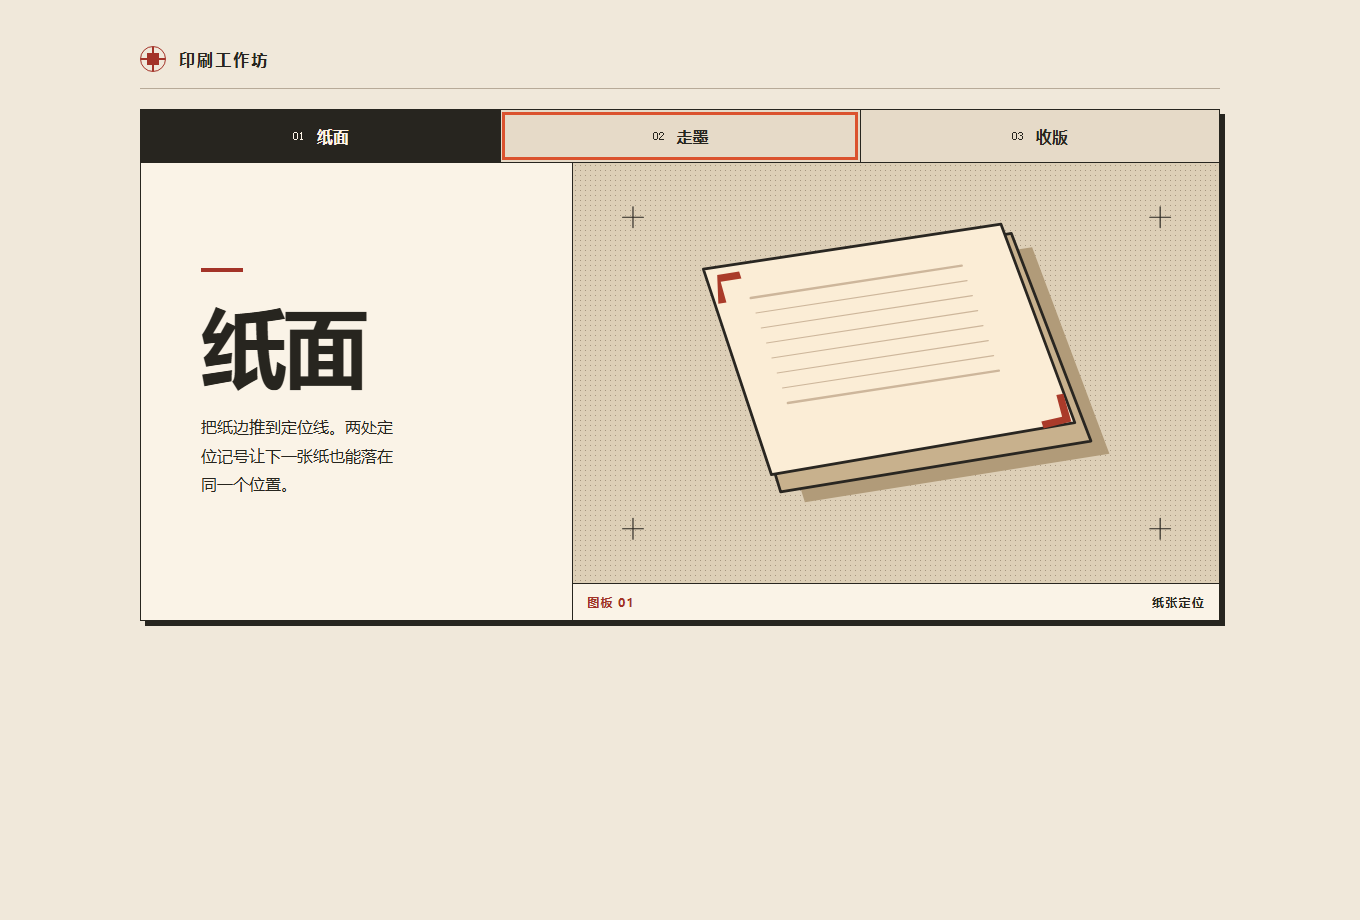 印刷工作坊
01 纸面
02 走墨
03 收版
纸面
把纸边推到定位线。两处定
位记号让下一张纸也能落在
同一个位置。
图板 01
纸张定位